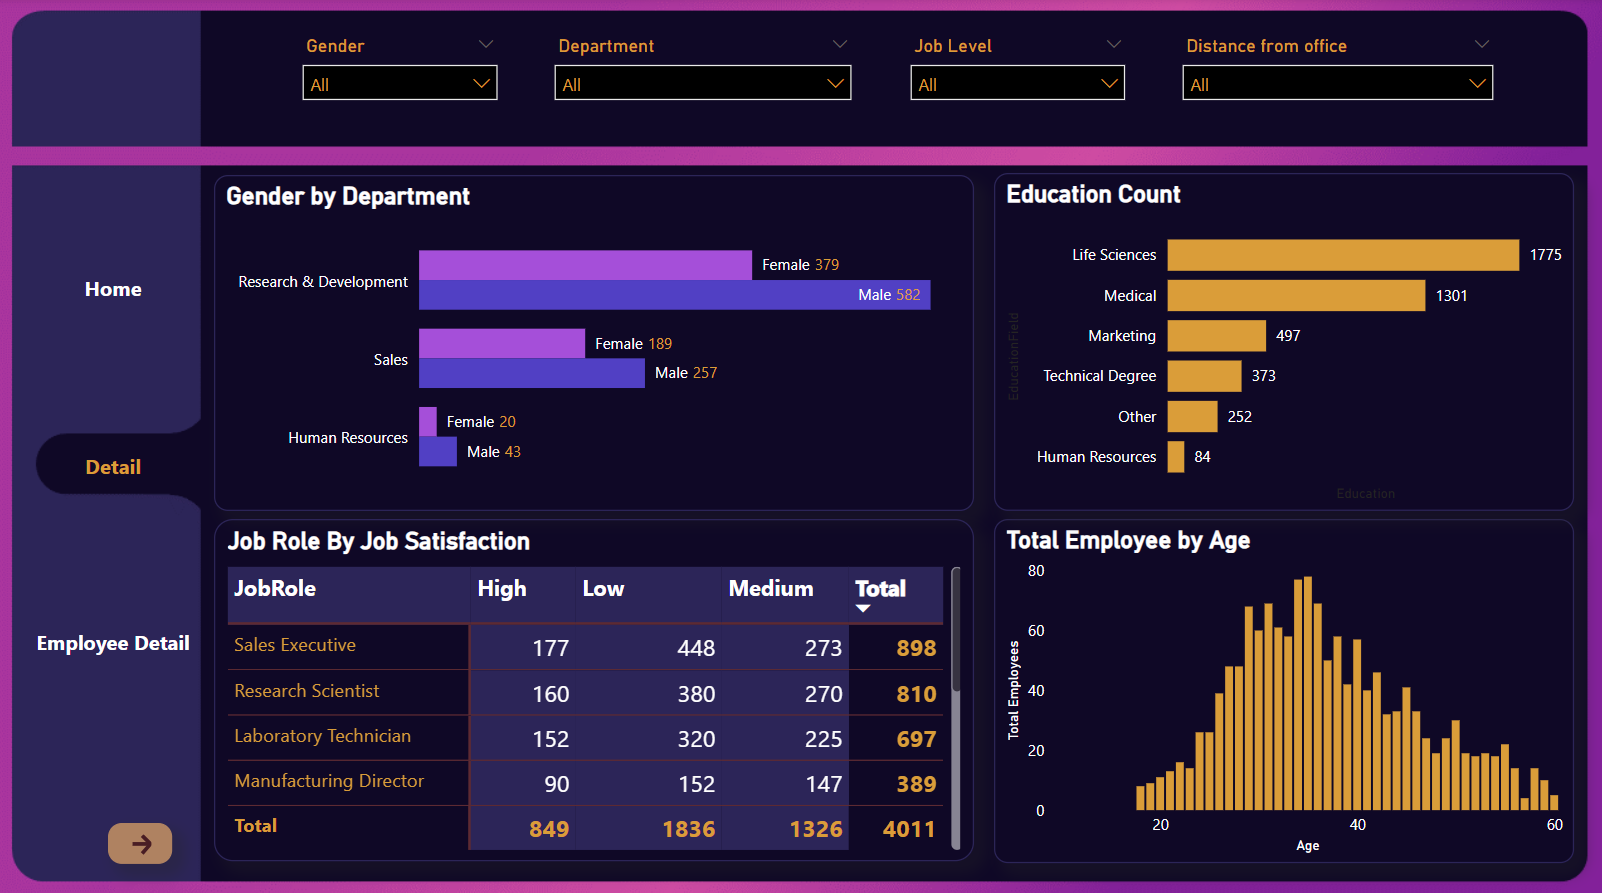 Gender
Department
Job Level
Distance from office
All
All
All
All
Home
Detail
Employee Detail
Gender by Department
Research & Development
Female 379
Male 582
Sales
Female 189
Male 257
Human Resources
Female 20
Male 43
Education Count
EducationField
Life Sciences 1775
Medical 1301
Marketing 497
Technical Degree 373
Other 252
Human Resources 84
Education
Job Role By Job Satisfaction
JobRole High Low Medium Total
Sales Executive 177 448 273 898
Research Scientist 160 380 270 810
Laboratory Technician 152 320 225 697
Manufacturing Director 90 152 147 389
Total 849 1836 1326 4011
Total Employee by Age
Total Employees
80
60
40
20
0
20 40 60
Age